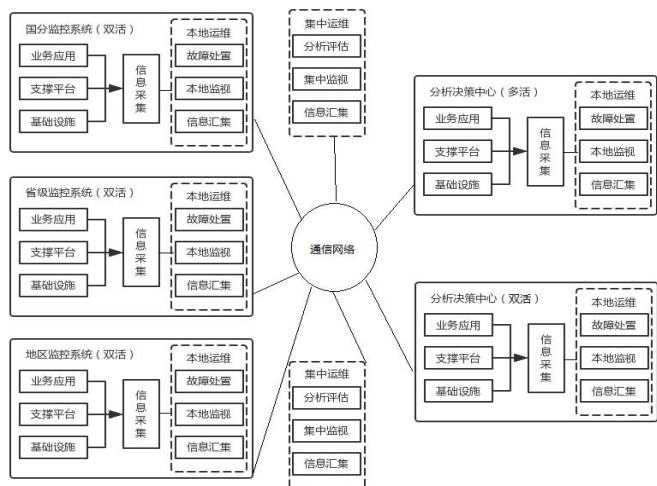 国分监控系统（双活）
业务应用
支撑平台
基础设施
信息采集
本地运维
故障处置
本地监视
信息汇集
省级监控系统（双活）
业务应用
支撑平台
基础设施
信息采集
本地运维
故障处置
本地监视
信息汇集
地区监控系统（双活）
业务应用
支撑平台
基础设施
信息采集
本地运维
故障处置
本地监视
信息汇集
集中运维
分析评估
集中监视
信息汇集
通信网络
集中运维
分析评估
集中监视
信息汇集
分析决策中心（多活）
业务应用
支撑平台
基础设施
信息采集
本地运维
故障处置
本地监视
信息汇集
分析决策中心（双活）
业务应用
支撑平台
基础设施
信息采集
本地运维
故障处置
本地监视
信息汇集